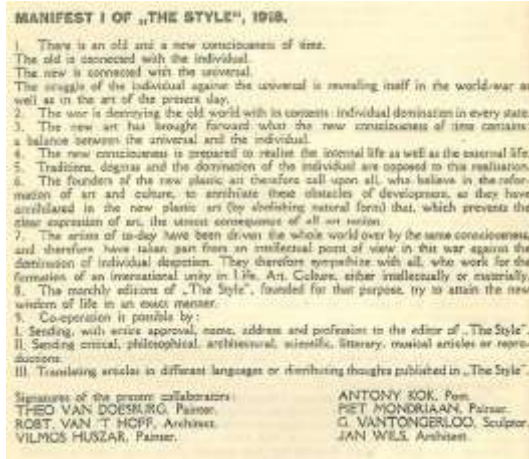 MANIFEST I OF „THE STYLE", 1918.
1. There is an old and a new consciousness of time.
The old is connected with the individual.
The new is connected with the universal.
The struggle of the individual against the universal is revealing itself in the world-war as
well as in the art of the present day.
2. The war is destroying the old world with its contents: individual domination in every state.
3. The new art has brought forward what the new consciousness of time contains:
a balance between the universal and the individual.
4. The new consciousness is prepared to realise the internal life as well as the external life.
5. Traditions, dogmas and the domination of the individual are opposed to this realisation.
6. The founders of the new plastic art therefore call upon all, who believe in the refor-
mation of art and culture, to annihilate these obstacles of development, as they have
annihilated in the new plastic art (by abolishing natural form) that, which prevents the
clear expression of art, the utmost consequence of all art notion.
7. The artists of to-day have been driven the whole world over by the same consciousness,
and therefore have taken part from an intellectual point of view in this war against the
domination of individual despotism. They therefore sympathize with all, who work for the
formation of an international unity in Life, Art, Culture, either intellectually or materially.
8. The monthly editions of „The Style", founded for that purpose, try to attain the new
wisdom of life in an exact manner.
9. Co-operation is possible by:
I. Sending, with entire approval, name, address and profession to the editor of „The Style".
II. Sending critical, philosophical, architectural, scientific, litterary, musical articles or repro-
ductions.
III. Translating articles in different languages or distributing thoughts published in „The Style".
Signatures of the present collaborators:
THEO VAN DOESBURG, Painter.
ROBT. VAN 'T HOFF, Architect.
VILMOS HUSZAR, Painter.
ANTONY KOK, Poet.
PIET MONDRIAAN, Painter.
G. VANTONGERLOO, Sculptor.
JAN WILS, Architect.